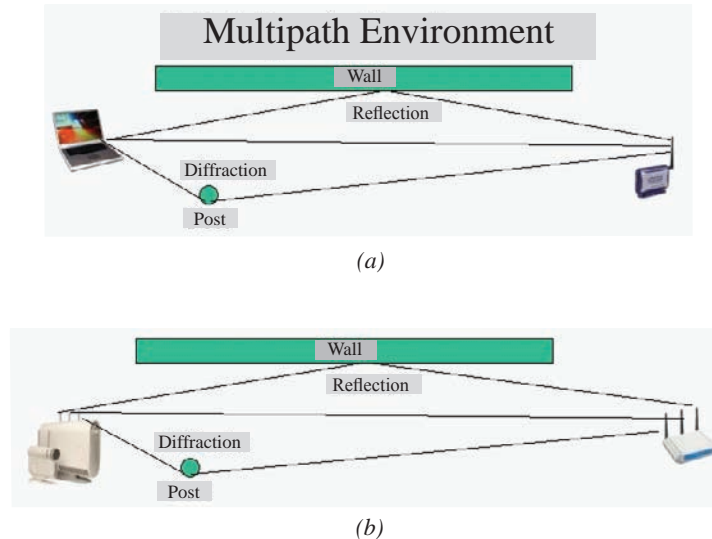 Multipath Environment
Wall
Reflection
Diffraction
Post
(a)
Wall
Reflection
Diffraction
Post
(b)